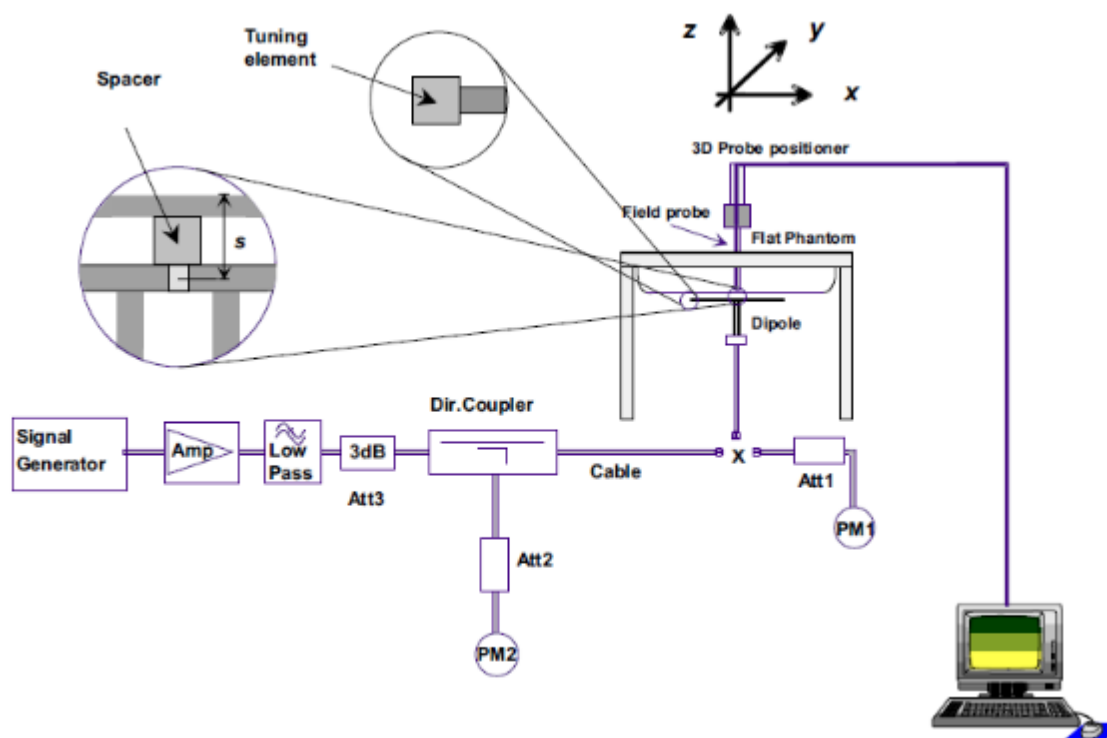 Tuning
element
Spacer
s
z
y
x
3D Probe positioner
Field probe
Flat Phantom
Dipole
Dir.Coupler
Signal
Generator
Amp
Low
Pass
3dB
Att3
Cable
X
Att1
PM1
Att2
PM2